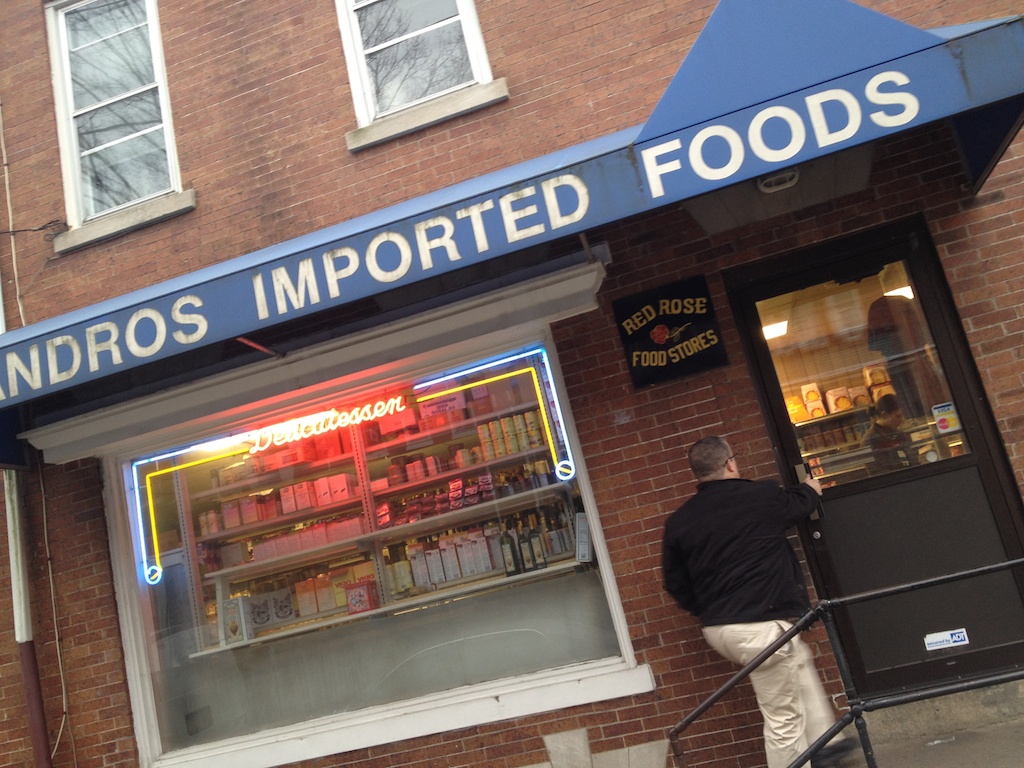 ANDROS IMPORTED FOODS
RED ROSE
FOOD STORES
Delicatessen
ADT